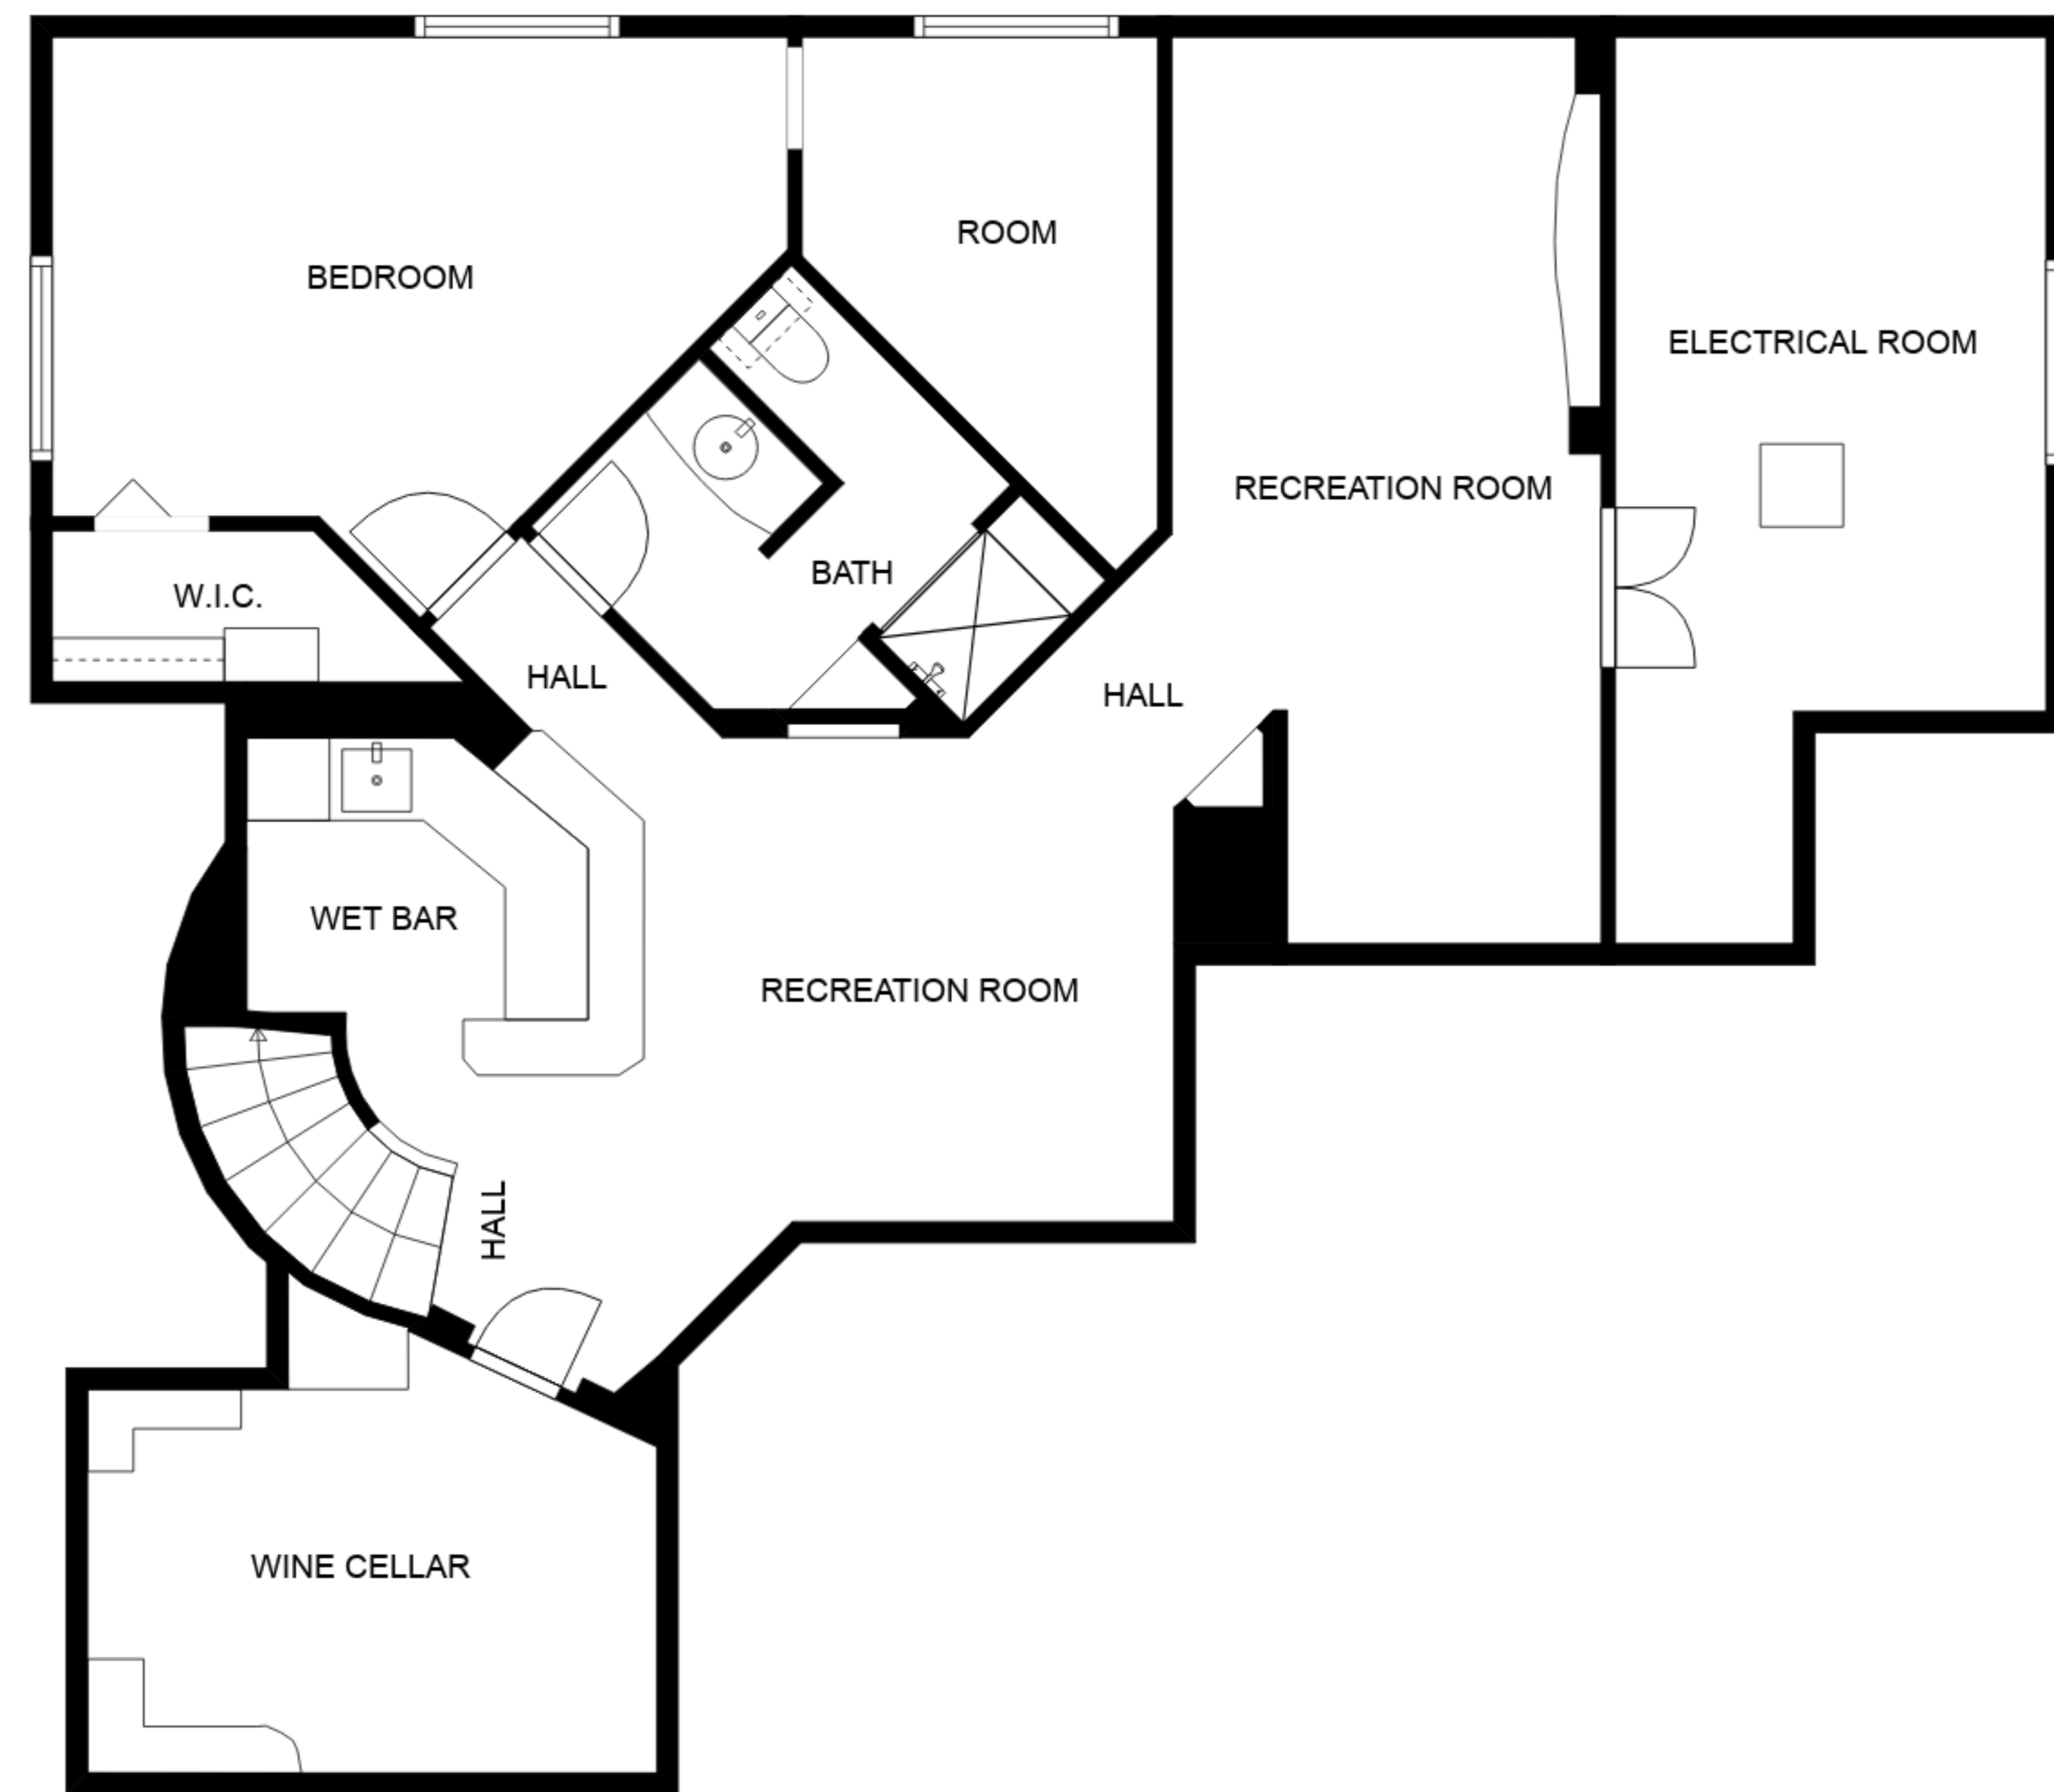 ROOM
BEDROOM
ELECTRICAL ROOM
RECREATION ROOM
BATH
W.I.C.
HALL
HALL
WET BAR
RECREATION ROOM
HALL
WINE CELLAR